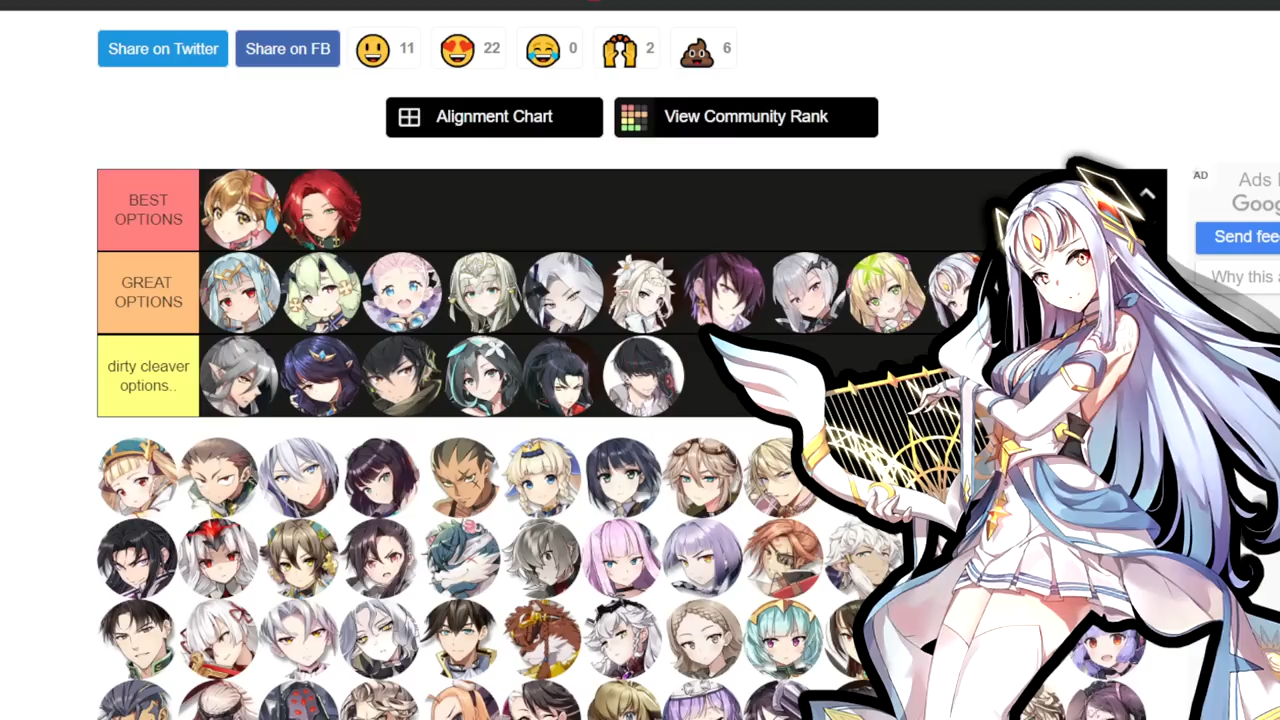 Share on Twitter
Share on FB
11
22
0
2
6
Alignment Chart
View Community Rank
BEST
OPTIONS
GREAT
OPTIONS
dirty cleaver
options..
AD
Ads
Goog
Send fee
Why this